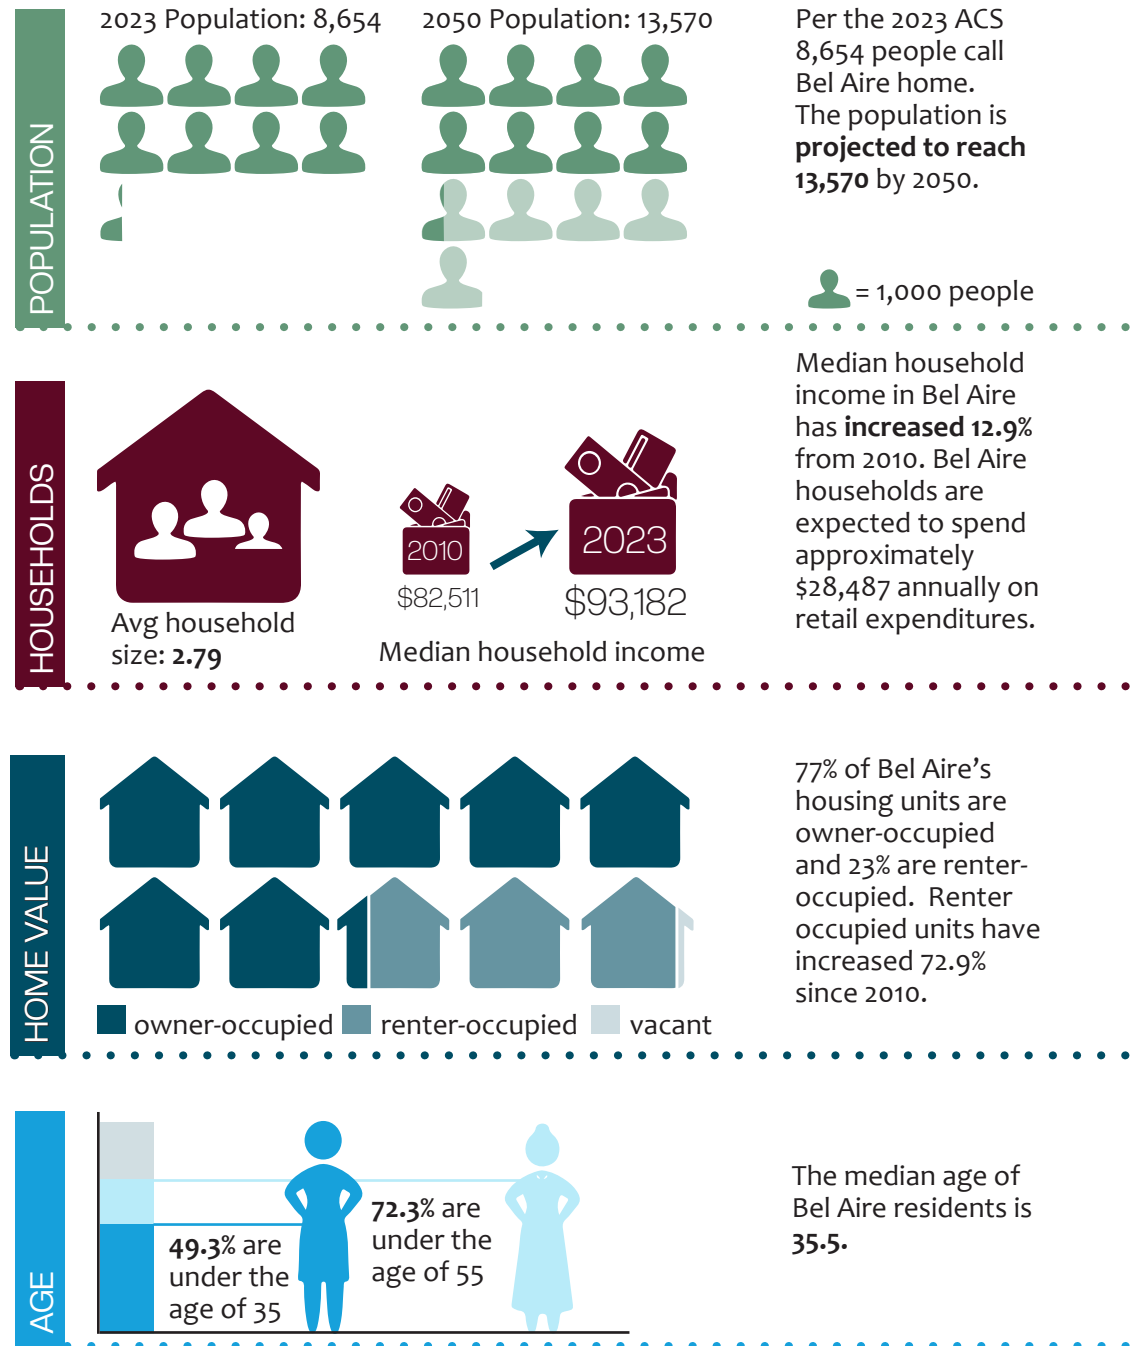 POPULATION
2023 Population: 8,654
2050 Population: 13,570
Per the 2023 ACS
8,654 people call
Bel Aire home.
The population is
projected to reach
13,570 by 2050.
= 1,000 people
HOUSEHOLDS
Avg household
size: 2.79
2010
$82,511
2023
$93,182
Median household income
Median household
income in Bel Aire
has increased 12.9%
from 2010. Bel Aire
households are
expected to spend
approximately
$28,487 annually on
retail expenditures.
HOME VALUE
owner-occupied
renter-occupied
vacant
77% of Bel Aire’s
housing units are
owner-occupied
and 23% are renter-
occupied.  Renter
occupied units have
increased 72.9%
since 2010.
AGE
49.3% are
under the
age of 35
72.3% are
under the
age of 55
The median age of
Bel Aire residents is
35.5.